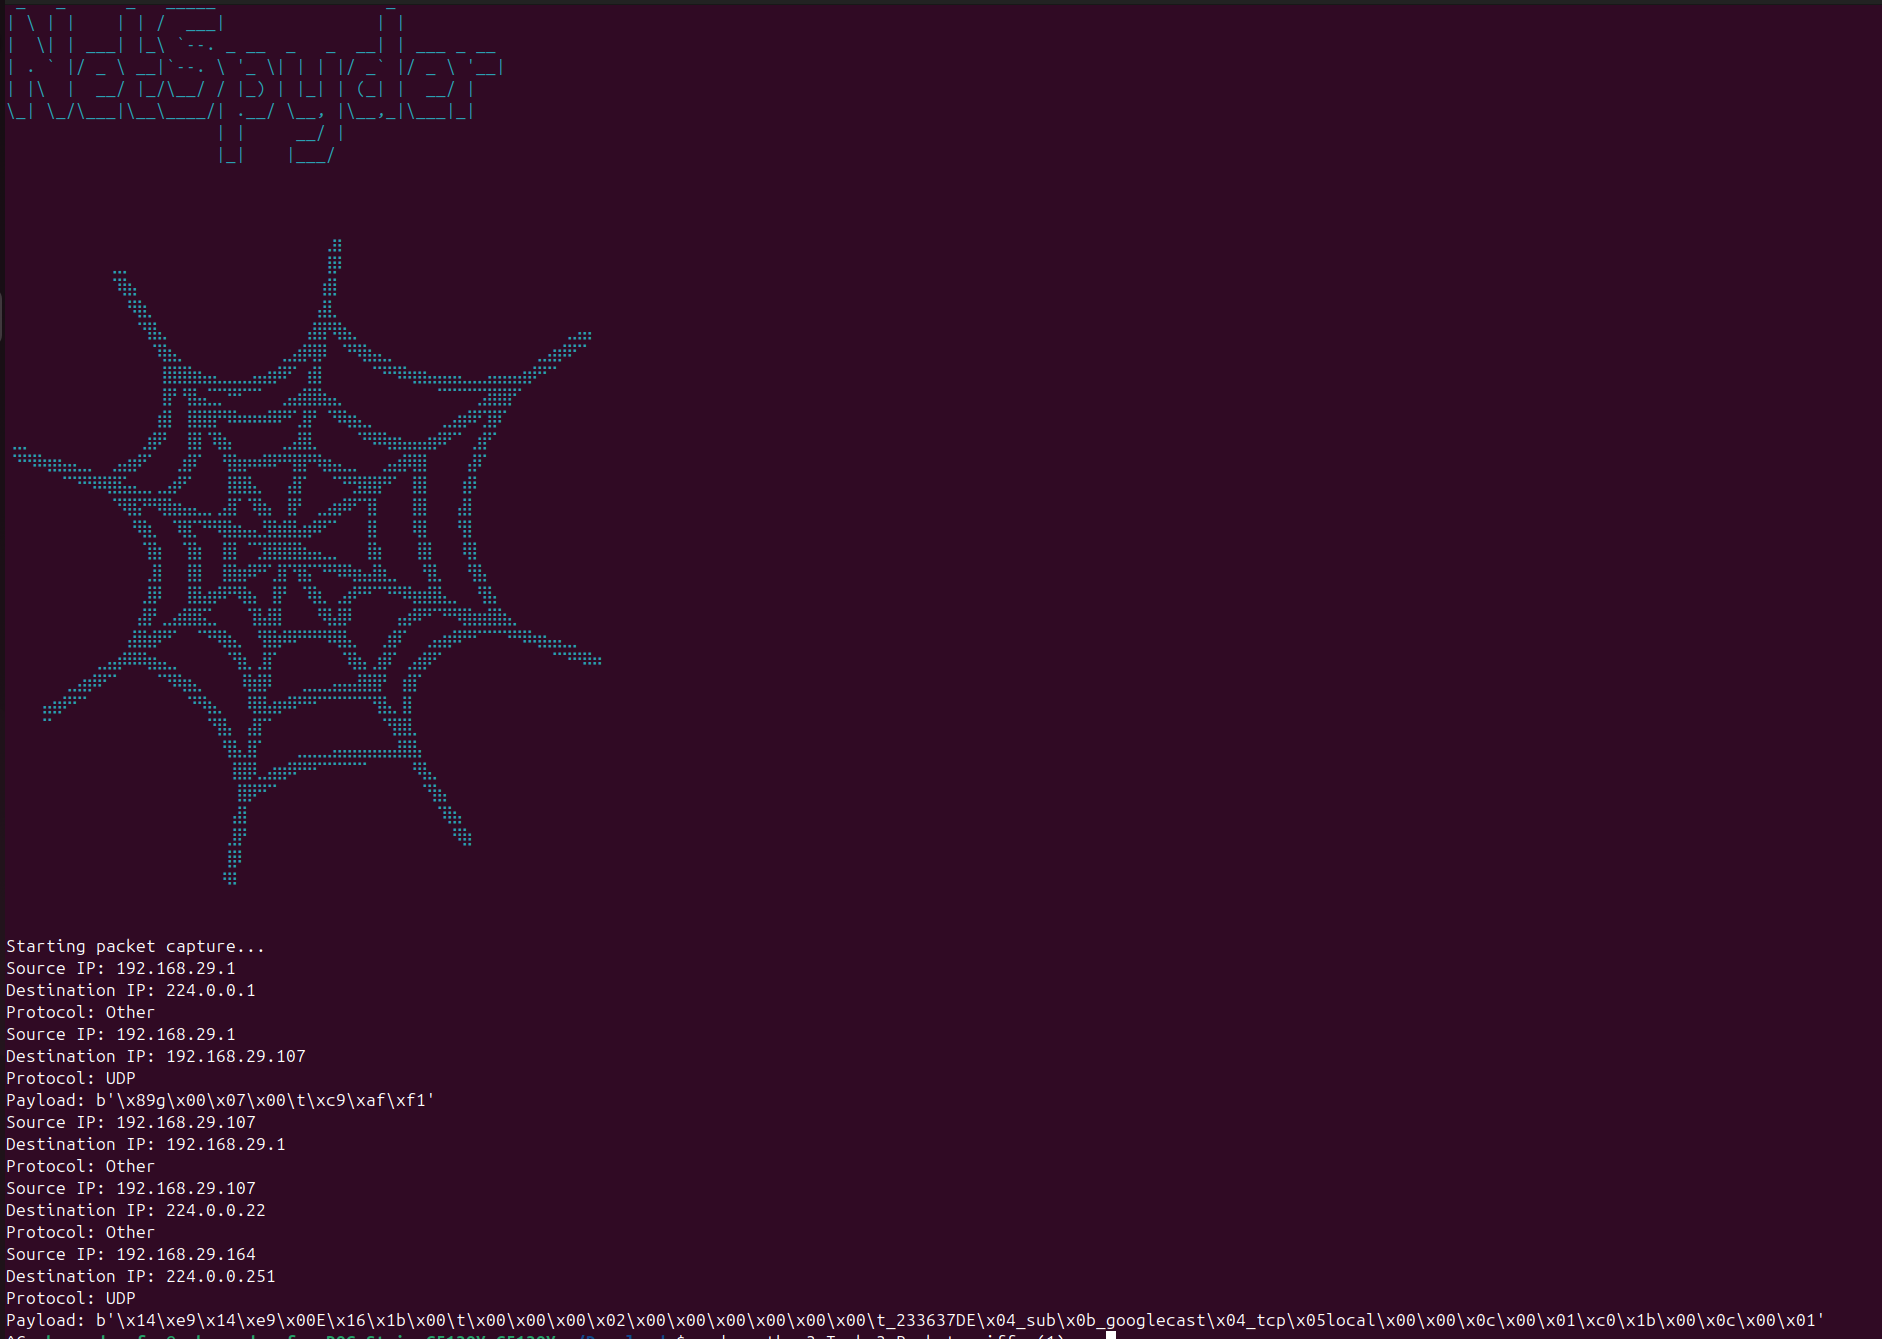 NetSpyder
Starting packet capture...
Source IP: 192.168.29.1
Destination IP: 224.0.0.1
Protocol: Other
Source IP: 192.168.29.1
Destination IP: 192.168.29.107
Protocol: UDP
Payload: b'\x89g\x00\x07\x00\t\xc9\xaf\xf1'
Source IP: 192.168.29.107
Destination IP: 192.168.29.1
Protocol: Other
Source IP: 192.168.29.107
Destination IP: 224.0.0.22
Protocol: Other
Source IP: 192.168.29.164
Destination IP: 224.0.0.251
Protocol: UDP
Payload: b'\x14\xe9\x14\xe9\x00E\x16\x1b\x00\t\x00\x00\x00\x02\x00\x00\x00\x00\x00\x00\t_233637DE\x04_sub\x0b_googlecast\x04_tcp\x05local\x00\x00\x0c\x00\x01\xc0\x1b\x00\x0c\x00\x01'